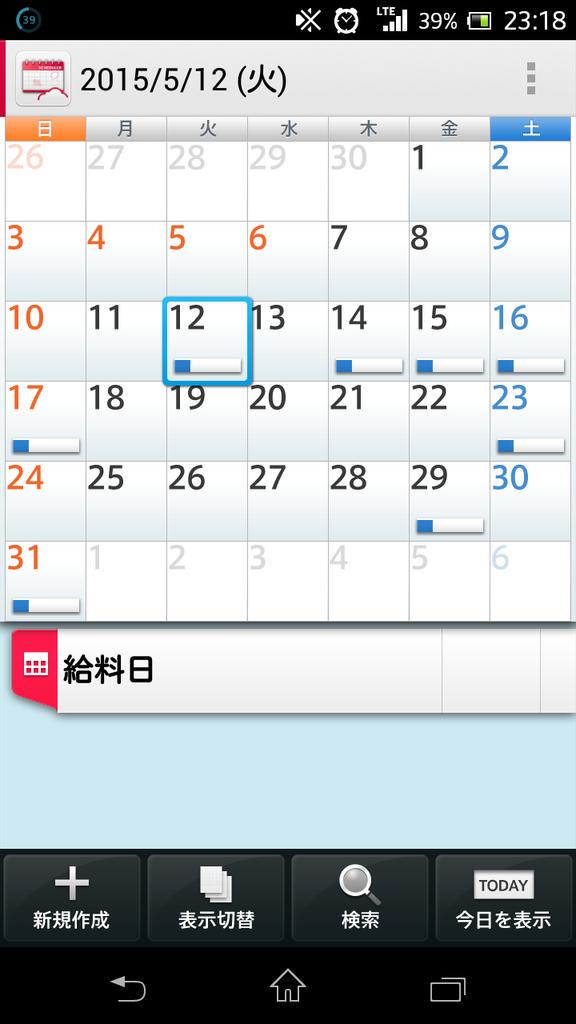 39
LTE 39% 23:18
SCHEDULER
2015/5/12 (火)
日 月 火 水 木 金 土
26 27 28 29 30 1 2
3 4 5 6 7 8 9
10 11 12 13 14 15 16
17 18 19 20 21 22 23
24 25 26 27 28 29 30
31 1 2 3 4 5 6
給料日
TODAY
新規作成 表示切替 検索 今日を表示